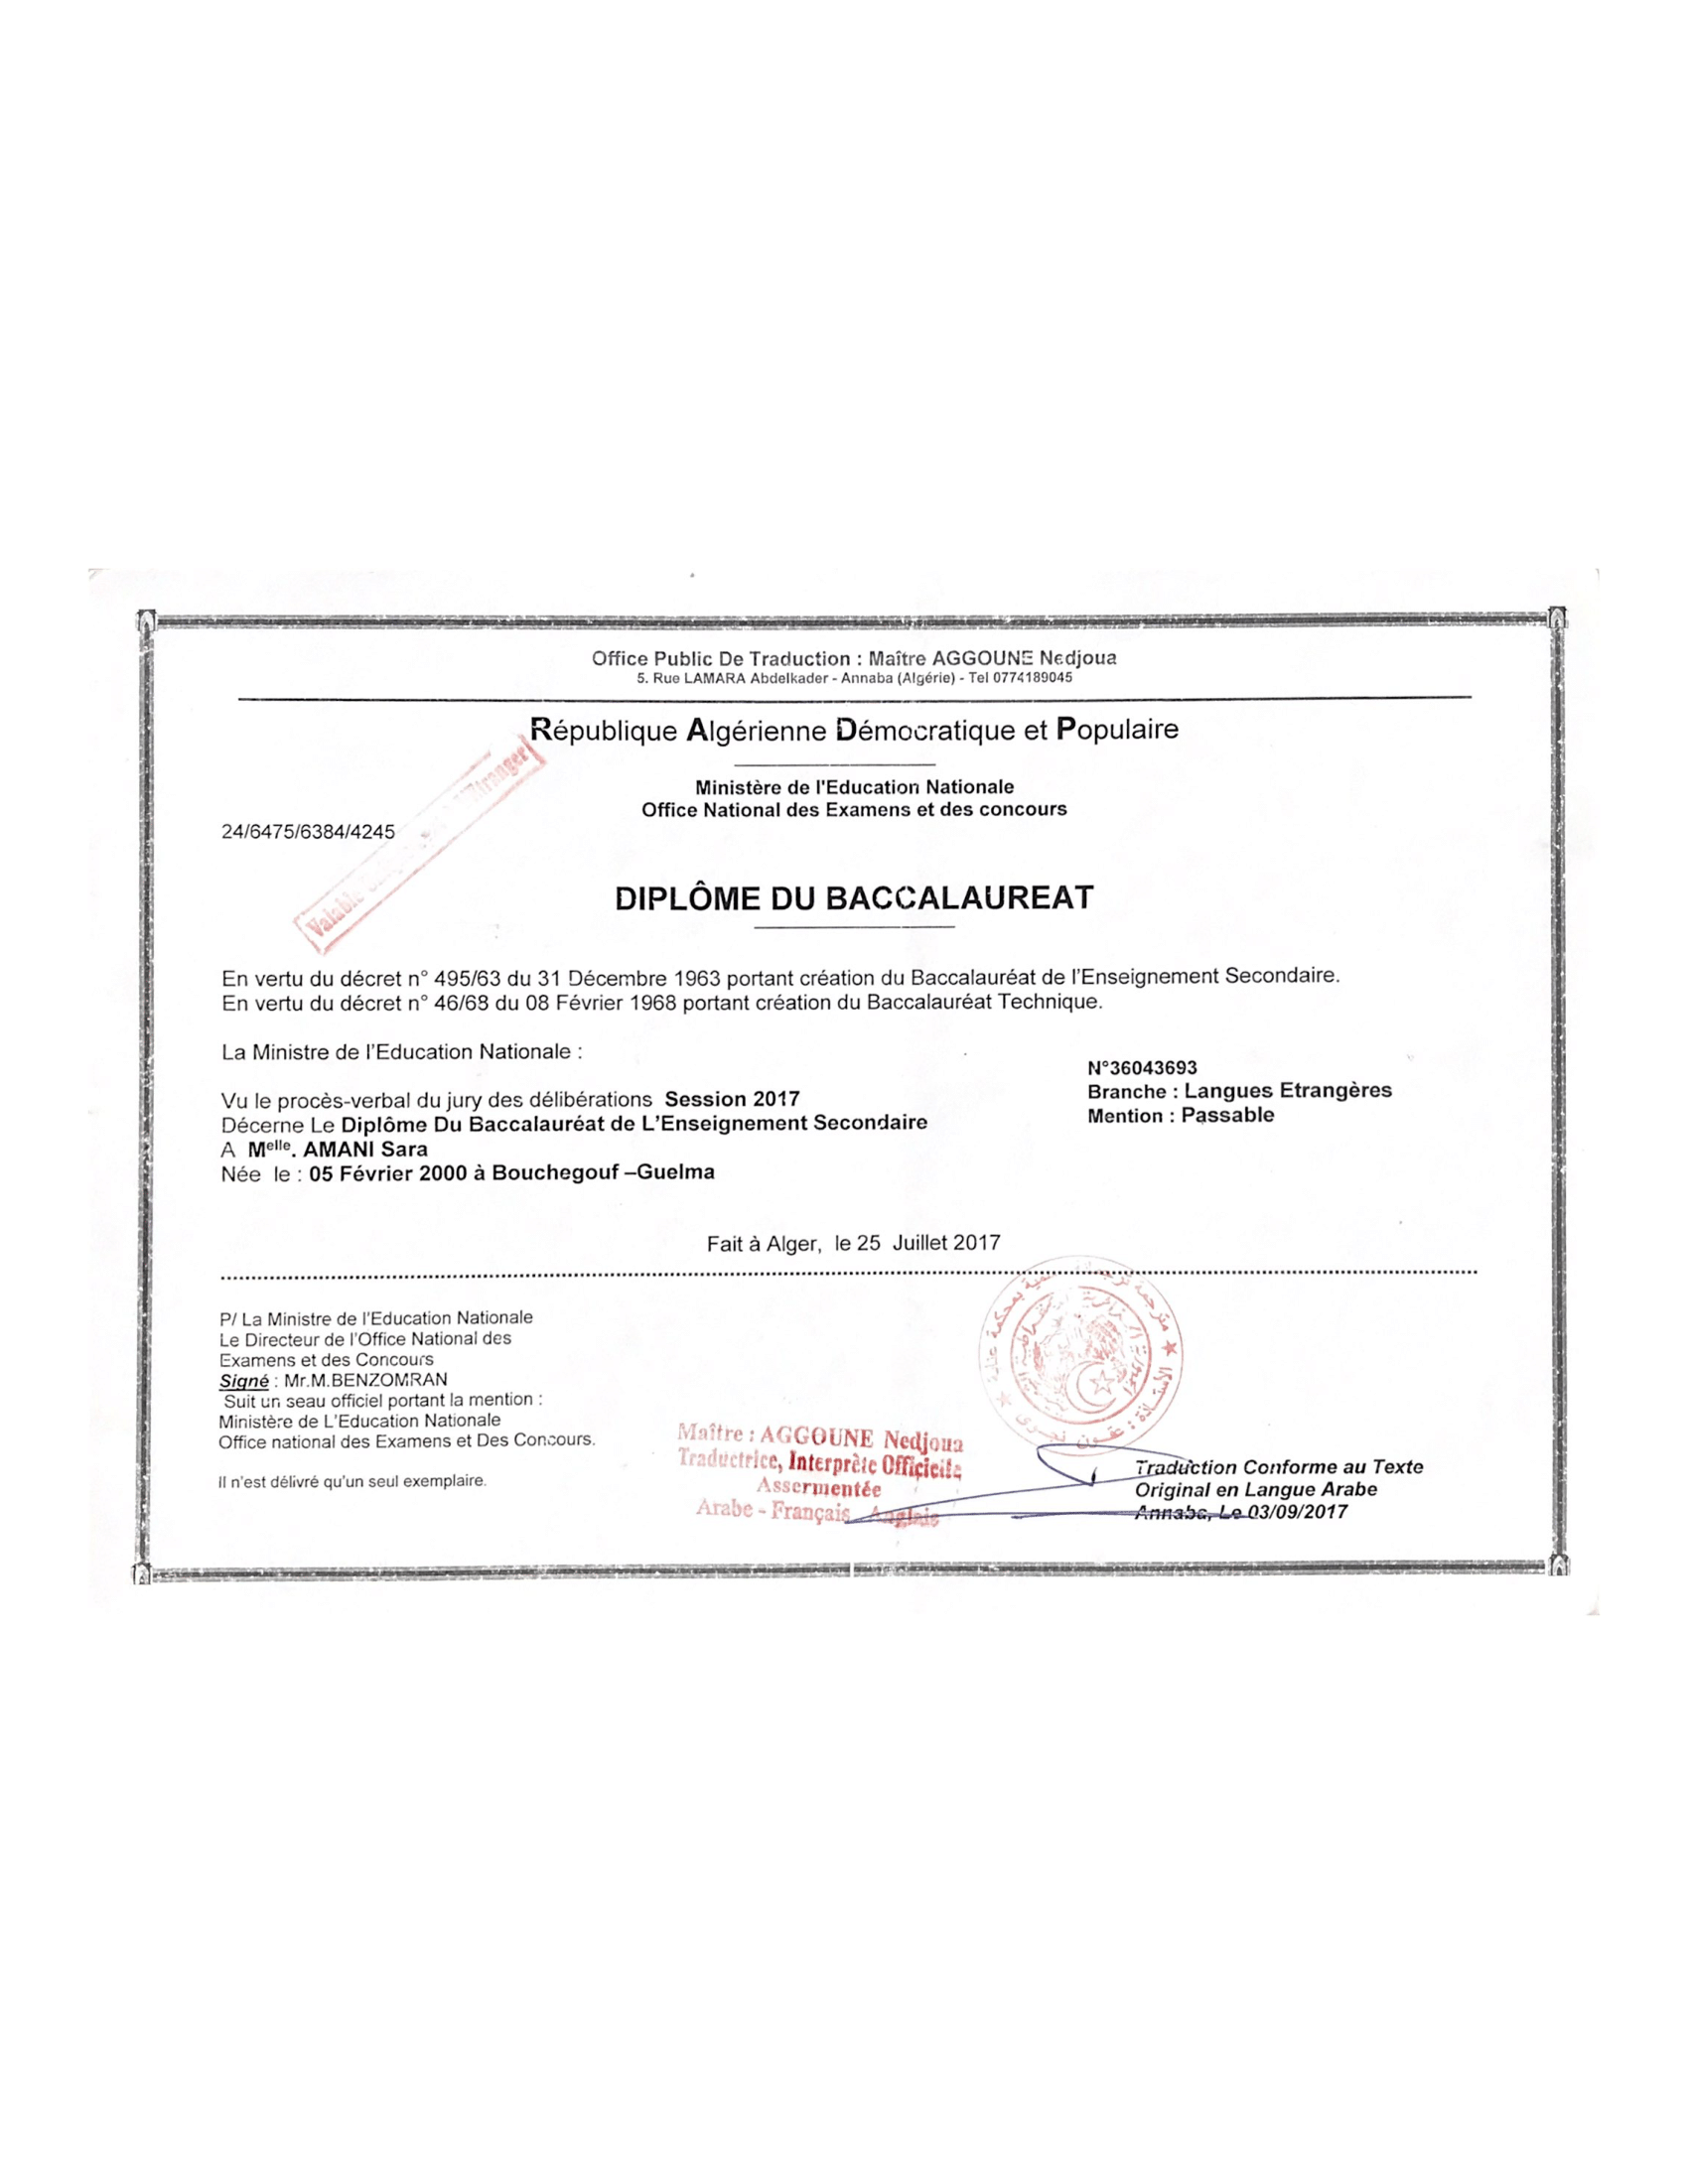 Office Public De Traduction : Maître AGGOUNE Nedjoua
5. Rue LAMARA Abdelkader - Annaba (Algérie) - Tel 0774189045
République Algérienne Démocratique et Populaire
Ministère de l'Education Nationale
Office National des Examens et des concours
24/6475/6384/4245
Valable l'Etranger
DIPLÔME DU BACCALAUREAT
En vertu du décret n° 495/63 du 31 Décembre 1963 portant création du Baccalauréat de l'Enseignement Secondaire.
En vertu du décret n° 46/68 du 08 Février 1968 portant création du Baccalauréat Technique.
La Ministre de l'Education Nationale :
Vu le procès-verbal du jury des délibérations Session 2017
Décerne Le Diplôme Du Baccalauréat de L'Enseignement Secondaire
A Melle. AMANI Sara
Née le : 05 Février 2000 à Bouchegouf –Guelma
N°36043693
Branche : Langues Etrangères
Mention : Passable
Fait à Alger, le 25 Juillet 2017
P/ La Ministre de l'Education Nationale
Le Directeur de l'Office National des
Examens et des Concours
Signé : Mr.M.BENZOMRAN
Suit un seau officiel portant la mention :
Ministère de L'Education Nationale
Office national des Examens et Des Concours.
Il n'est délivré qu'un seul exemplaire.
Maître : AGGOUNE Nedjoua
Traductrice, Interprète Officielle
Assermentée
Arabe - Français - Anglais
Traduction Conforme au Texte
Original en Langue Arabe
Annaba, Le 03/09/2017